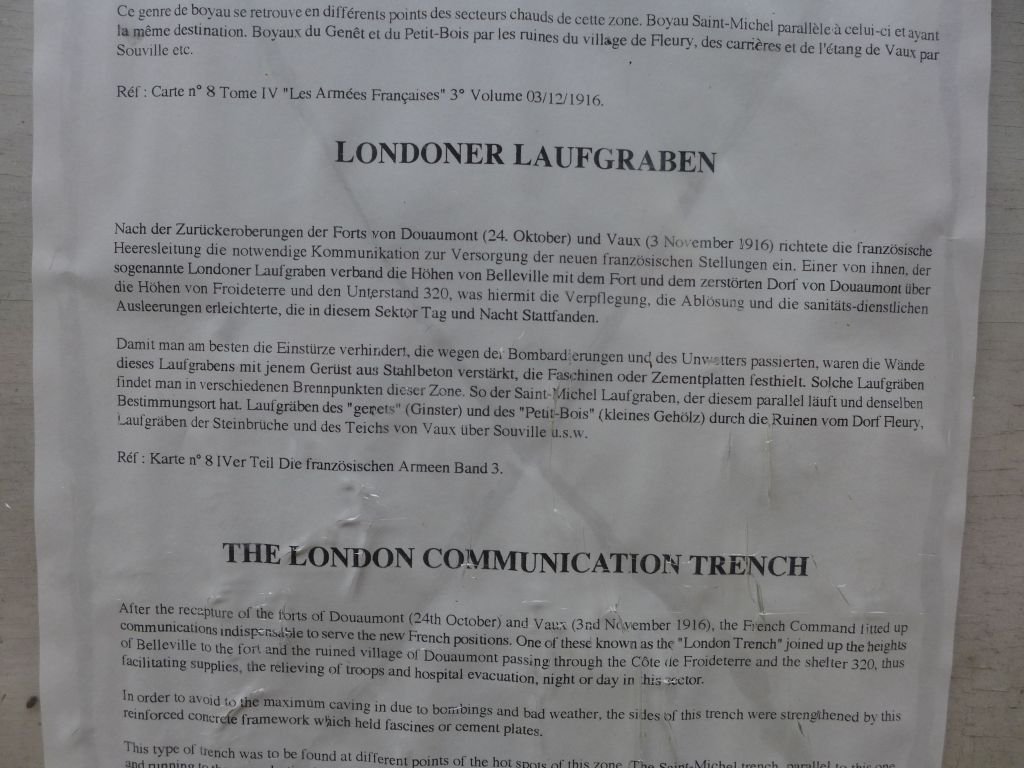 Ce genre de boyau se retrouve en différents points des secteurs chauds de cette zone. Boyau Saint-Michel parallèle à celui-ci et ayant
la même destination. Boyaux du Genêt et du Petit-Bois par les ruines du village de Fleury, des carrières et de l'étang de Vaux par
Souville etc.
Réf : Carte n° 8 Tome IV "Les Armées Françaises" 3° Volume 03/12/1916.
LONDONER LAUFGRABEN
Nach der Zurückeroberungen der Forts von Douaumont (24. Oktober) und Vaux (3 November 1916) richtete die französische
Heeresleitung die notwendige Kommunikation zur Versorgung der neuen französischen Stellungen ein. Einer von ihnen, der
sogenannte Londoner Laufgraben verband die Höhen von Belleville mit dem Fort und dem zerstörten Dorf von Douaumont über
die Höhen von Froideterre und den Unterstand 320, was hiermit die Verpflegung, die Ablösung und die sanitäts-dienstlichen
Ausleerungen erleichterte, die in diesem Sektor Tag und Nacht Stattfanden.
Damit man am besten die Einstürze verhindert, die wegen der Bombardierungen und des Unwetters passierten, waren die Wände
dieses Laufgrabens mit jenem Gerüst aus Stahlbeton verstärkt, die Faschinen oder Zementplatten festhielt. Solche Laufgräben
findet man in verschiedenen Brennpunkten dieser Zone. So der Saint-Michel Laufgraben, der diesem parallel läuft und denselben
Bestimmungsort hat. Laufgräben des "genets" (Ginster) und des "Petit-Bois" (kleines Gehölz) durch die Ruinen vom Dorf Fleury,
Laufgräben der Steinbrüche und des Teichs von Vaux über Souville u.s.w.
Réf : Karte n° 8 IVer Teil Die französischen Armeen Band 3.
THE LONDON COMMUNICATION TRENCH
After the recapture of the forts of Douaumont (24th October) and Vaux (3nd November 1916), the French Command fitted up
communications indispensable to serve the new French positions. One of these known as the "London Trench" joined up the heights
of Belleville to the fort and the ruined village of Douaumont passing through the Côte de Froideterre and the shelter 320, thus
facilitating supplies, the relieving of troops and hospital evacuation, night or day in this sector.
In order to avoid to the maximum caving in due to bombings and bad weather, the sides of this trench were strengthened by this
reinforced concrete framework which held fascines or cement plates.
This type of trench was to be found at different points of the hot spots of this zone. The Saint-Michel trench, parallel to this one
and running to the